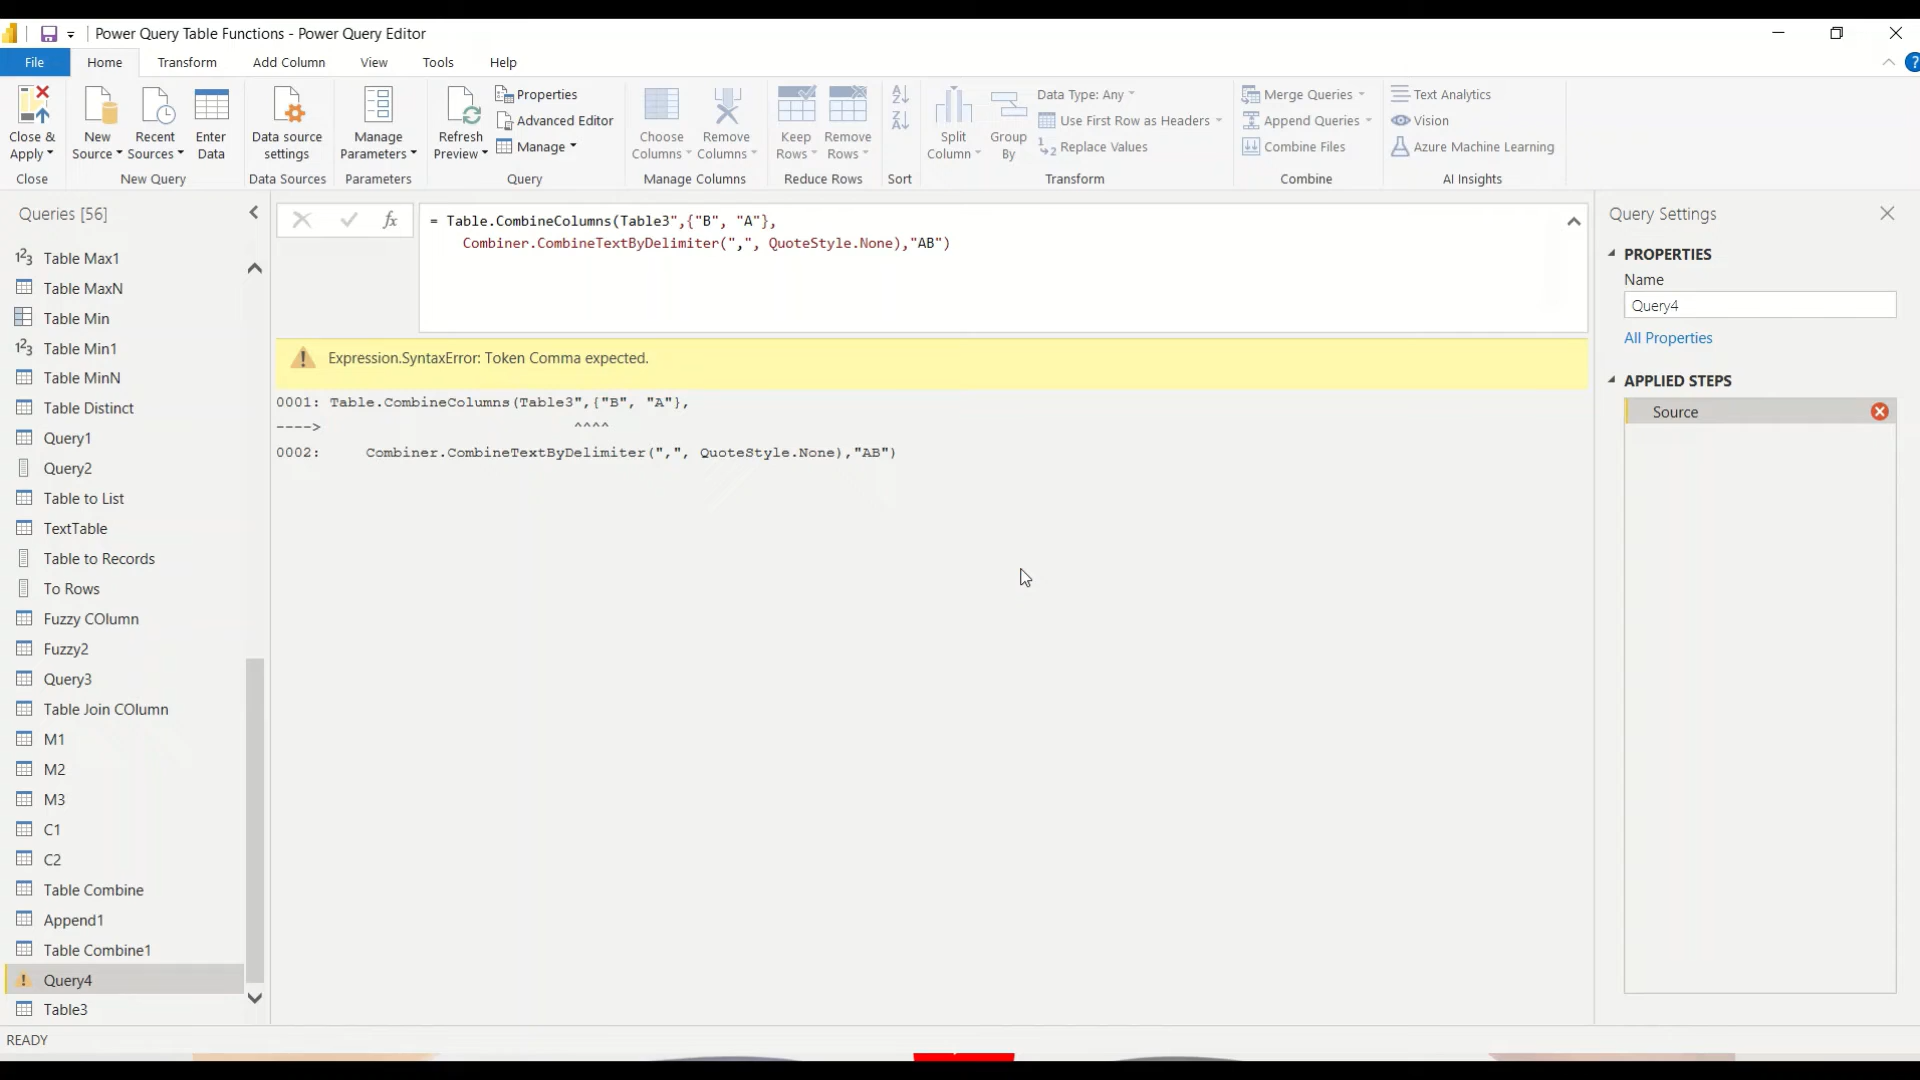 Power Query Table Functions - Power Query Editor
File Home Transform Add Column View Tools Help
?
Close & Apply
Close
New Source
Recent Sources
Enter Data
New Query
Data source settings
Data Sources
Manage Parameters
Parameters
Refresh Preview
Properties
Advanced Editor
Manage
Query
Choose Columns
Remove Columns
Manage Columns
Keep Rows
Remove Rows
Reduce Rows
Sort
Split Column
Group By
Data Type: Any
Use First Row as Headers
Replace Values
Transform
Merge Queries
Append Queries
Combine Files
Combine
Text Analytics
Vision
Azure Machine Learning
AI Insights
Queries [56]
Table Max1
Table MaxN
Table Min
Table Min1
Table MinN
Table Distinct
Query1
Query2
Table to List
TextTable
Table to Records
To Rows
Fuzzy COlumn
Fuzzy2
Query3
Table Join COlumn
M1
M2
M3
C1
C2
Table Combine
Append1
Table Combine1
Query4
Table3
fx
= Table.CombineColumns(Table3",{"B", "A"},
Combiner.CombineTextByDelimiter(",", QuoteStyle.None),"AB")
Expression.SyntaxError: Token Comma expected.
0001: Table.CombineColumns(Table3",{"B", "A"},
----> ^^^^
0002: Combiner.CombineTextByDelimiter(",", QuoteStyle.None),"AB")
Query Settings
PROPERTIES
Name
Query4
All Properties
APPLIED STEPS
Source
READY